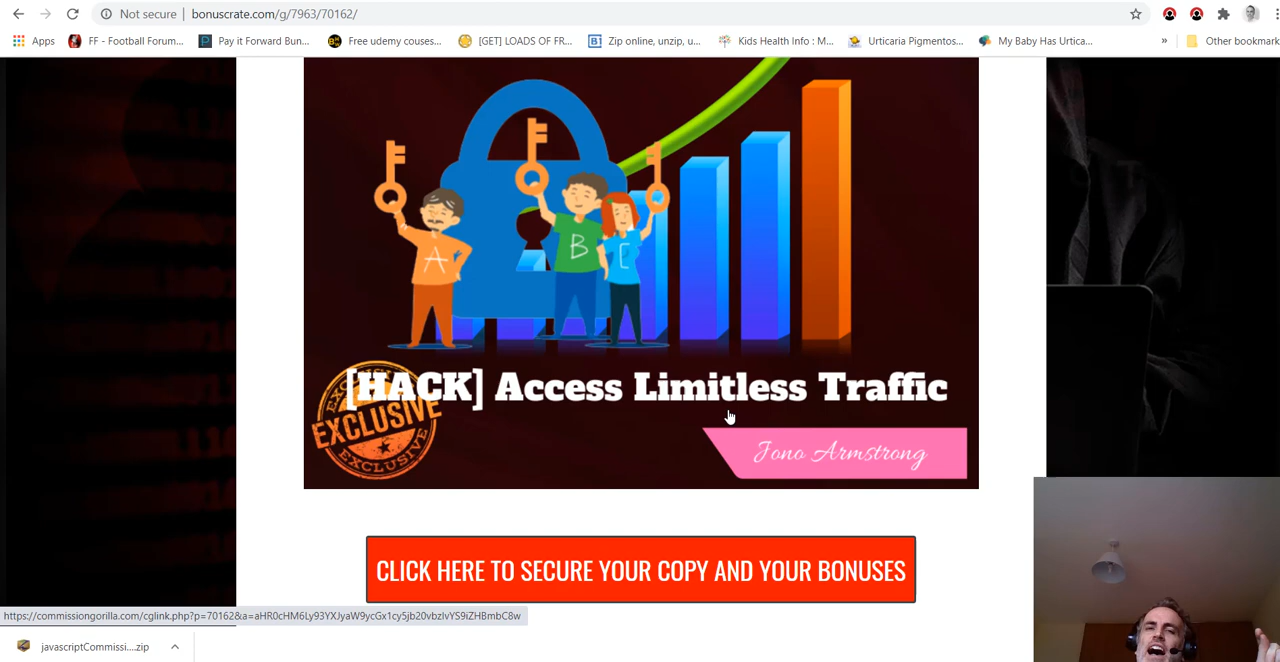 Not secure | bonuscrate.com/g/7963/70162/
Apps FF - Football Forum... Pay it Forward Bun... Free udemy couses... [GET] LOADS OF FR... Zip online, unzip, u... Kids Health Info : M... Urticaria Pigmentos... My Baby Has Urtica... » Other bookmark
A B C
[HACK] Access Limitless Traffic
EXCLUSIVE
EXCLUSIVE
EXCLUSIVE
Jono Armstrong
CLICK HERE TO SECURE YOUR COPY AND YOUR BONUSES
https://commissiongorilla.com/cglink.php?p=70162&a=aHR0cHM6Ly93YXJyaW9ycGx1cy5jb20vbzIvYS9iZHBmbC8w
javascriptCommissi....zip